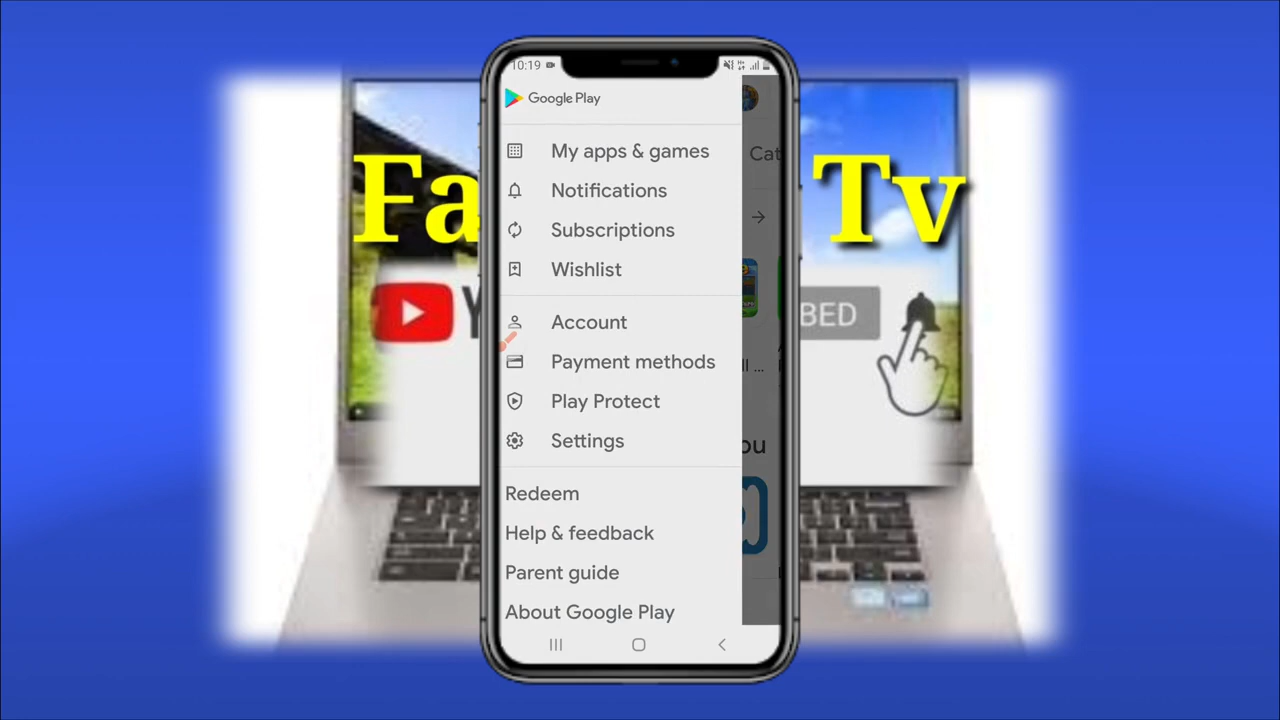 10:19
Google Play
Cat
My apps & games
Notifications
Subscriptions
Wishlist
Fa
Tv
BED
Account
Payment methods
Play Protect
Settings
ou
Redeem
Help & feedback
Parent guide
About Google Play